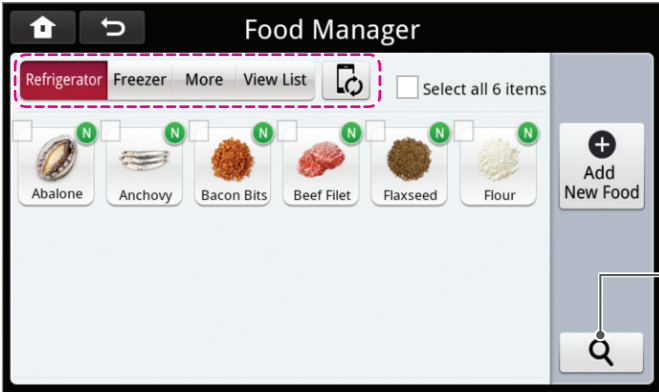 Food Manager
Refrigerator Freezer More View List
Select all 6 items
N N N N N N
Abalone Anchovy Bacon Bits Beef Filet Flaxseed Flour
Add
New Food